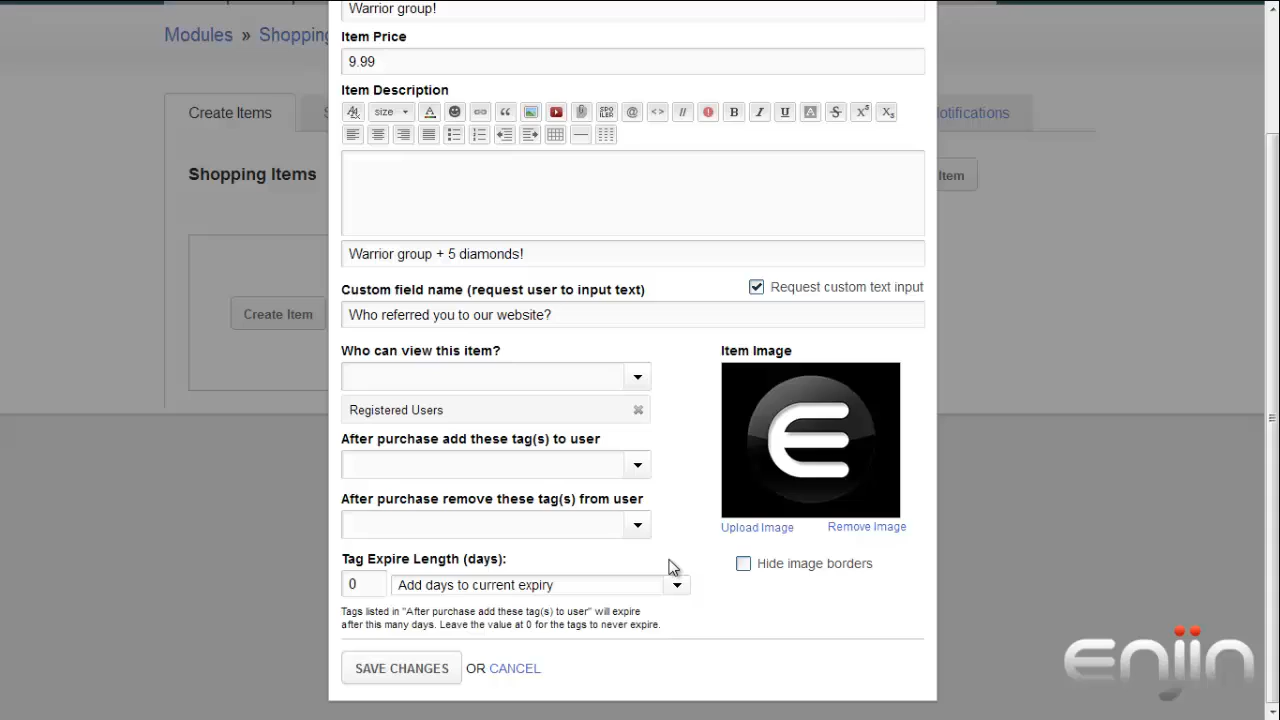 Warrior group!
Modules » Shopping
Item Price
9.99
Item Description
size
Create Items
S
Notifications
Shopping Items
Item
Warrior group + 5 diamonds!
Custom field name (request user to input text)
Request custom text input
Create Item
Who referred you to our website?
Who can view this item?
Item Image
Registered Users
After purchase add these tag(s) to user
After purchase remove these tag(s) from user
Upload Image
Remove Image
Tag Expire Length (days):
Hide image borders
0
Add days to current expiry
Tags listed in "After purchase add these tag(s) to user" will expire
after this many days. Leave the value at 0 for the tags to never expire.
SAVE CHANGES OR CANCEL
enjin